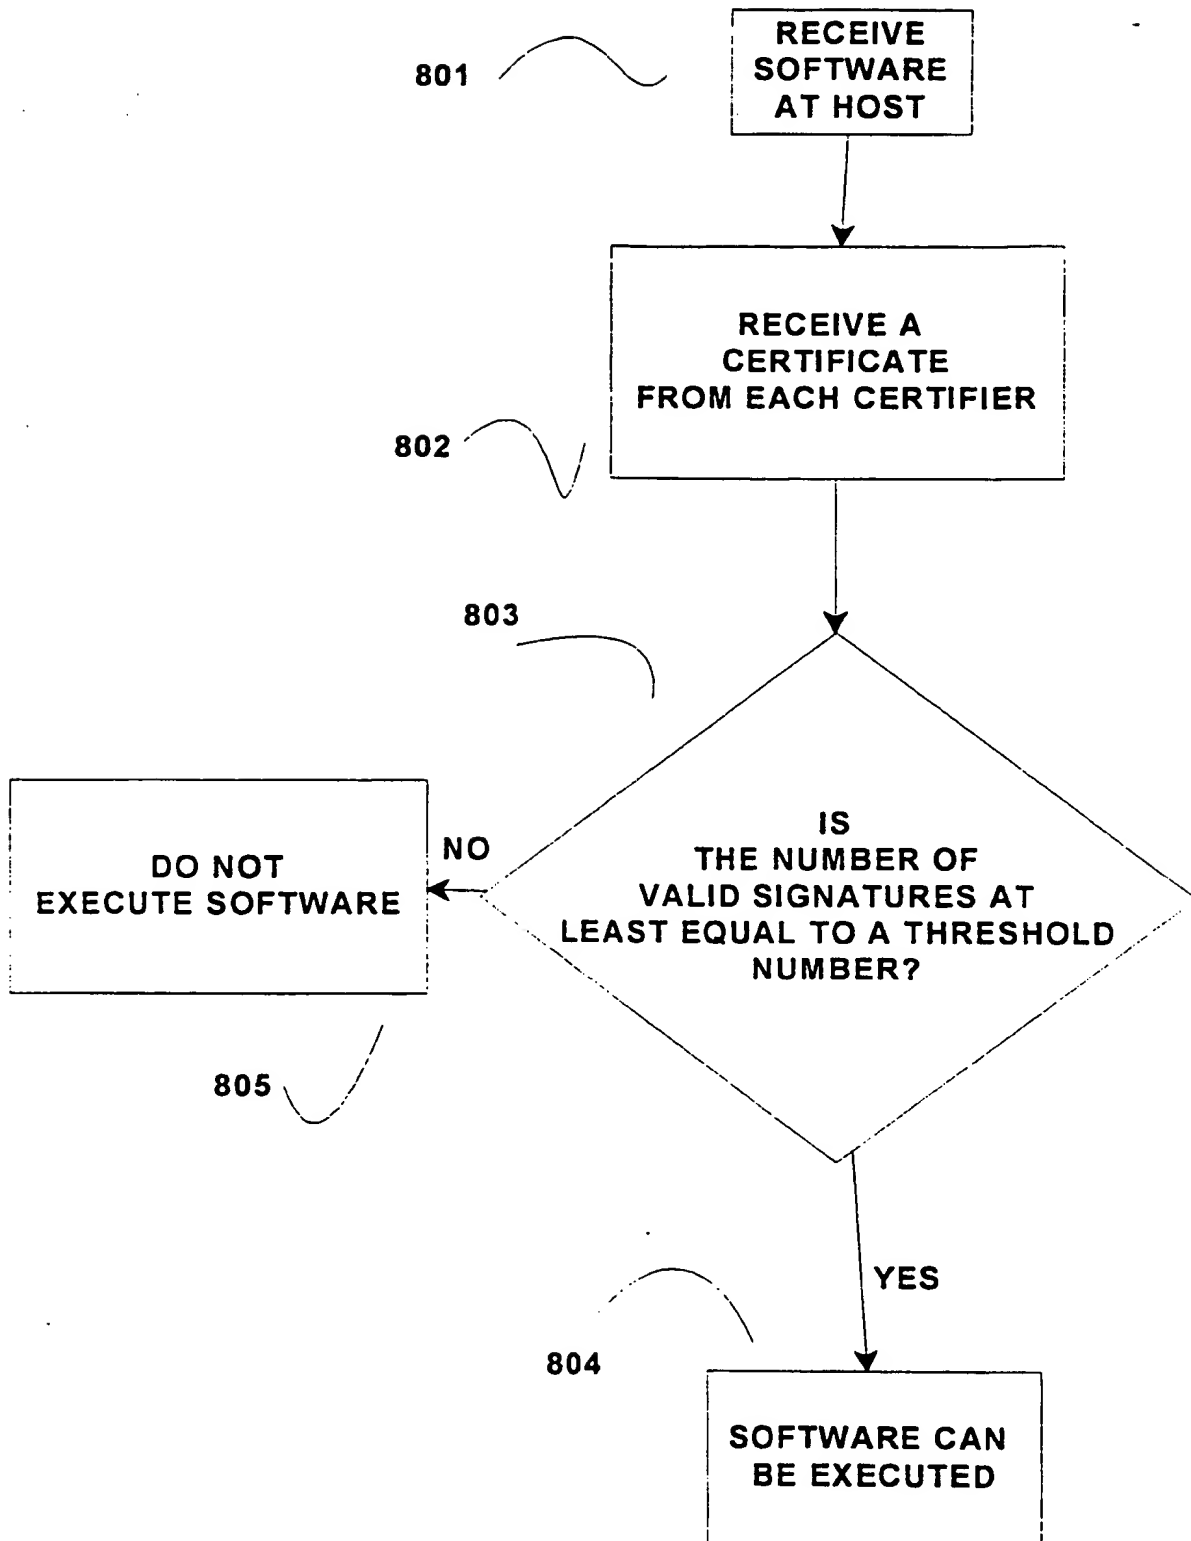 RECEIVE
SOFTWARE
AT HOST
801
RECEIVE A
CERTIFICATE
FROM EACH CERTIFIER
802
803
IS
THE NUMBER OF
VALID SIGNATURES AT
LEAST EQUAL TO A THRESHOLD
NUMBER?
NO
DO NOT
EXECUTE SOFTWARE
805
YES
804
SOFTWARE CAN
BE EXECUTED